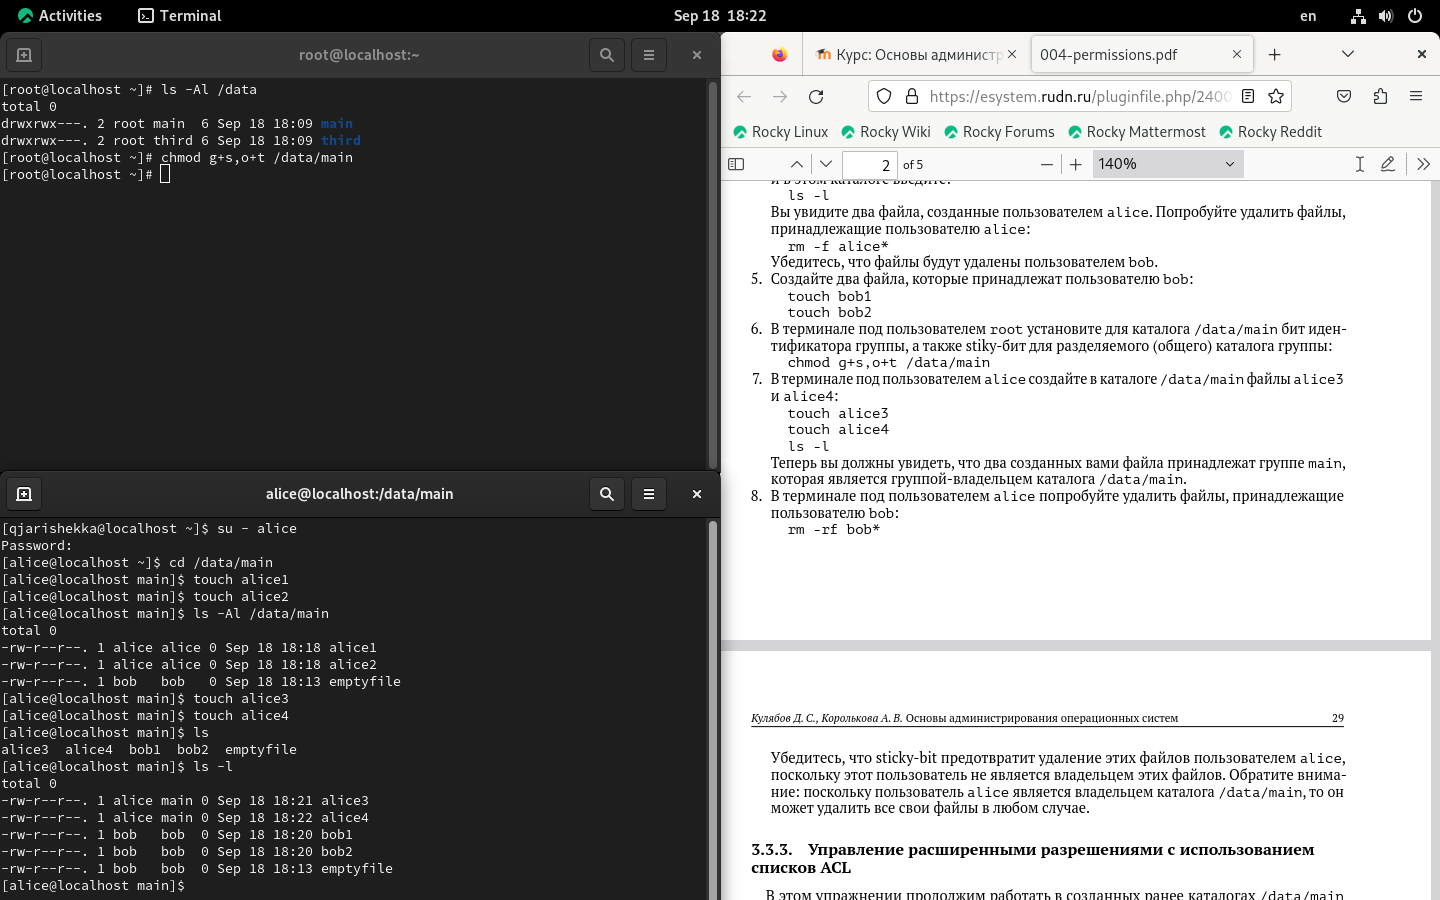 Activities
Terminal
Sep 18 18:22
en
root@localhost:~
[root@localhost ~]# ls -Al /data
total 0
drwxrwx---. 2 root main  6 Sep 18 18:09 main
drwxrwx---. 2 root third 6 Sep 18 18:09 third
[root@localhost ~]# chmod g+s,o+t /data/main
[root@localhost ~]#
alice@localhost:/data/main
[qjarishekka@localhost ~]$ su - alice
Password:
[alice@localhost ~]$ cd /data/main
[alice@localhost main]$ touch alice1
[alice@localhost main]$ touch alice2
[alice@localhost main]$ ls -Al /data/main
total 0
-rw-r--r--. 1 alice alice 0 Sep 18 18:18 alice1
-rw-r--r--. 1 alice alice 0 Sep 18 18:18 alice2
-rw-r--r--. 1 bob   bob   0 Sep 18 18:13 emptyfile
[alice@localhost main]$ touch alice3
[alice@localhost main]$ touch alice4
[alice@localhost main]$ ls
alice3  alice4  bob1  bob2  emptyfile
[alice@localhost main]$ ls -l
total 0
-rw-r--r--. 1 alice main 0 Sep 18 18:21 alice3
-rw-r--r--. 1 alice main 0 Sep 18 18:22 alice4
-rw-r--r--. 1 bob   bob  0 Sep 18 18:20 bob1
-rw-r--r--. 1 bob   bob  0 Sep 18 18:20 bob2
-rw-r--r--. 1 bob   bob  0 Sep 18 18:13 emptyfile
[alice@localhost main]$
Курс: Основы администр
004-permissions.pdf
https://esystem.rudn.ru/pluginfile.php/2400
Rocky Linux
Rocky Wiki
Rocky Forums
Rocky Mattermost
Rocky Reddit
2 of 5
140%
и в этом каталоге введите:
ls -l
Вы увидите два файла, созданные пользователем alice. Попробуйте удалить файлы,
принадлежащие пользователю alice:
rm -f alice*
Убедитесь, что файлы будут удалены пользователем bob.
5. Создайте два файла, которые принадлежат пользователю bob:
touch bob1
touch bob2
6. В терминале под пользователем root установите для каталога /data/main бит иден-
тификатора группы, а также stiky-бит для разделяемого (общего) каталога группы:
chmod g+s,o+t /data/main
7. В терминале под пользователем alice создайте в каталоге /data/main файлы alice3
и alice4:
touch alice3
touch alice4
ls -l
Теперь вы должны увидеть, что два созданных вами файла принадлежат группе main,
которая является группой-владельцем каталога /data/main.
8. В терминале под пользователем alice попробуйте удалить файлы, принадлежащие
пользователю bob:
rm -rf bob*
Кулябов Д. С., Королькова А. В. Основы администрирования операционных систем 29
Убедитесь, что sticky-bit предотвратит удаление этих файлов пользователем alice,
поскольку этот пользователь не является владельцем этих файлов. Обратите внима-
ние: поскольку пользователь alice является владельцем каталога /data/main, то он
может удалить все свои файлы в любом случае.
3.3.3. Управление расширенными разрешениями с использованием
списков ACL
В этом упражнении продолжим работать в созданных ранее каталогах /data/main